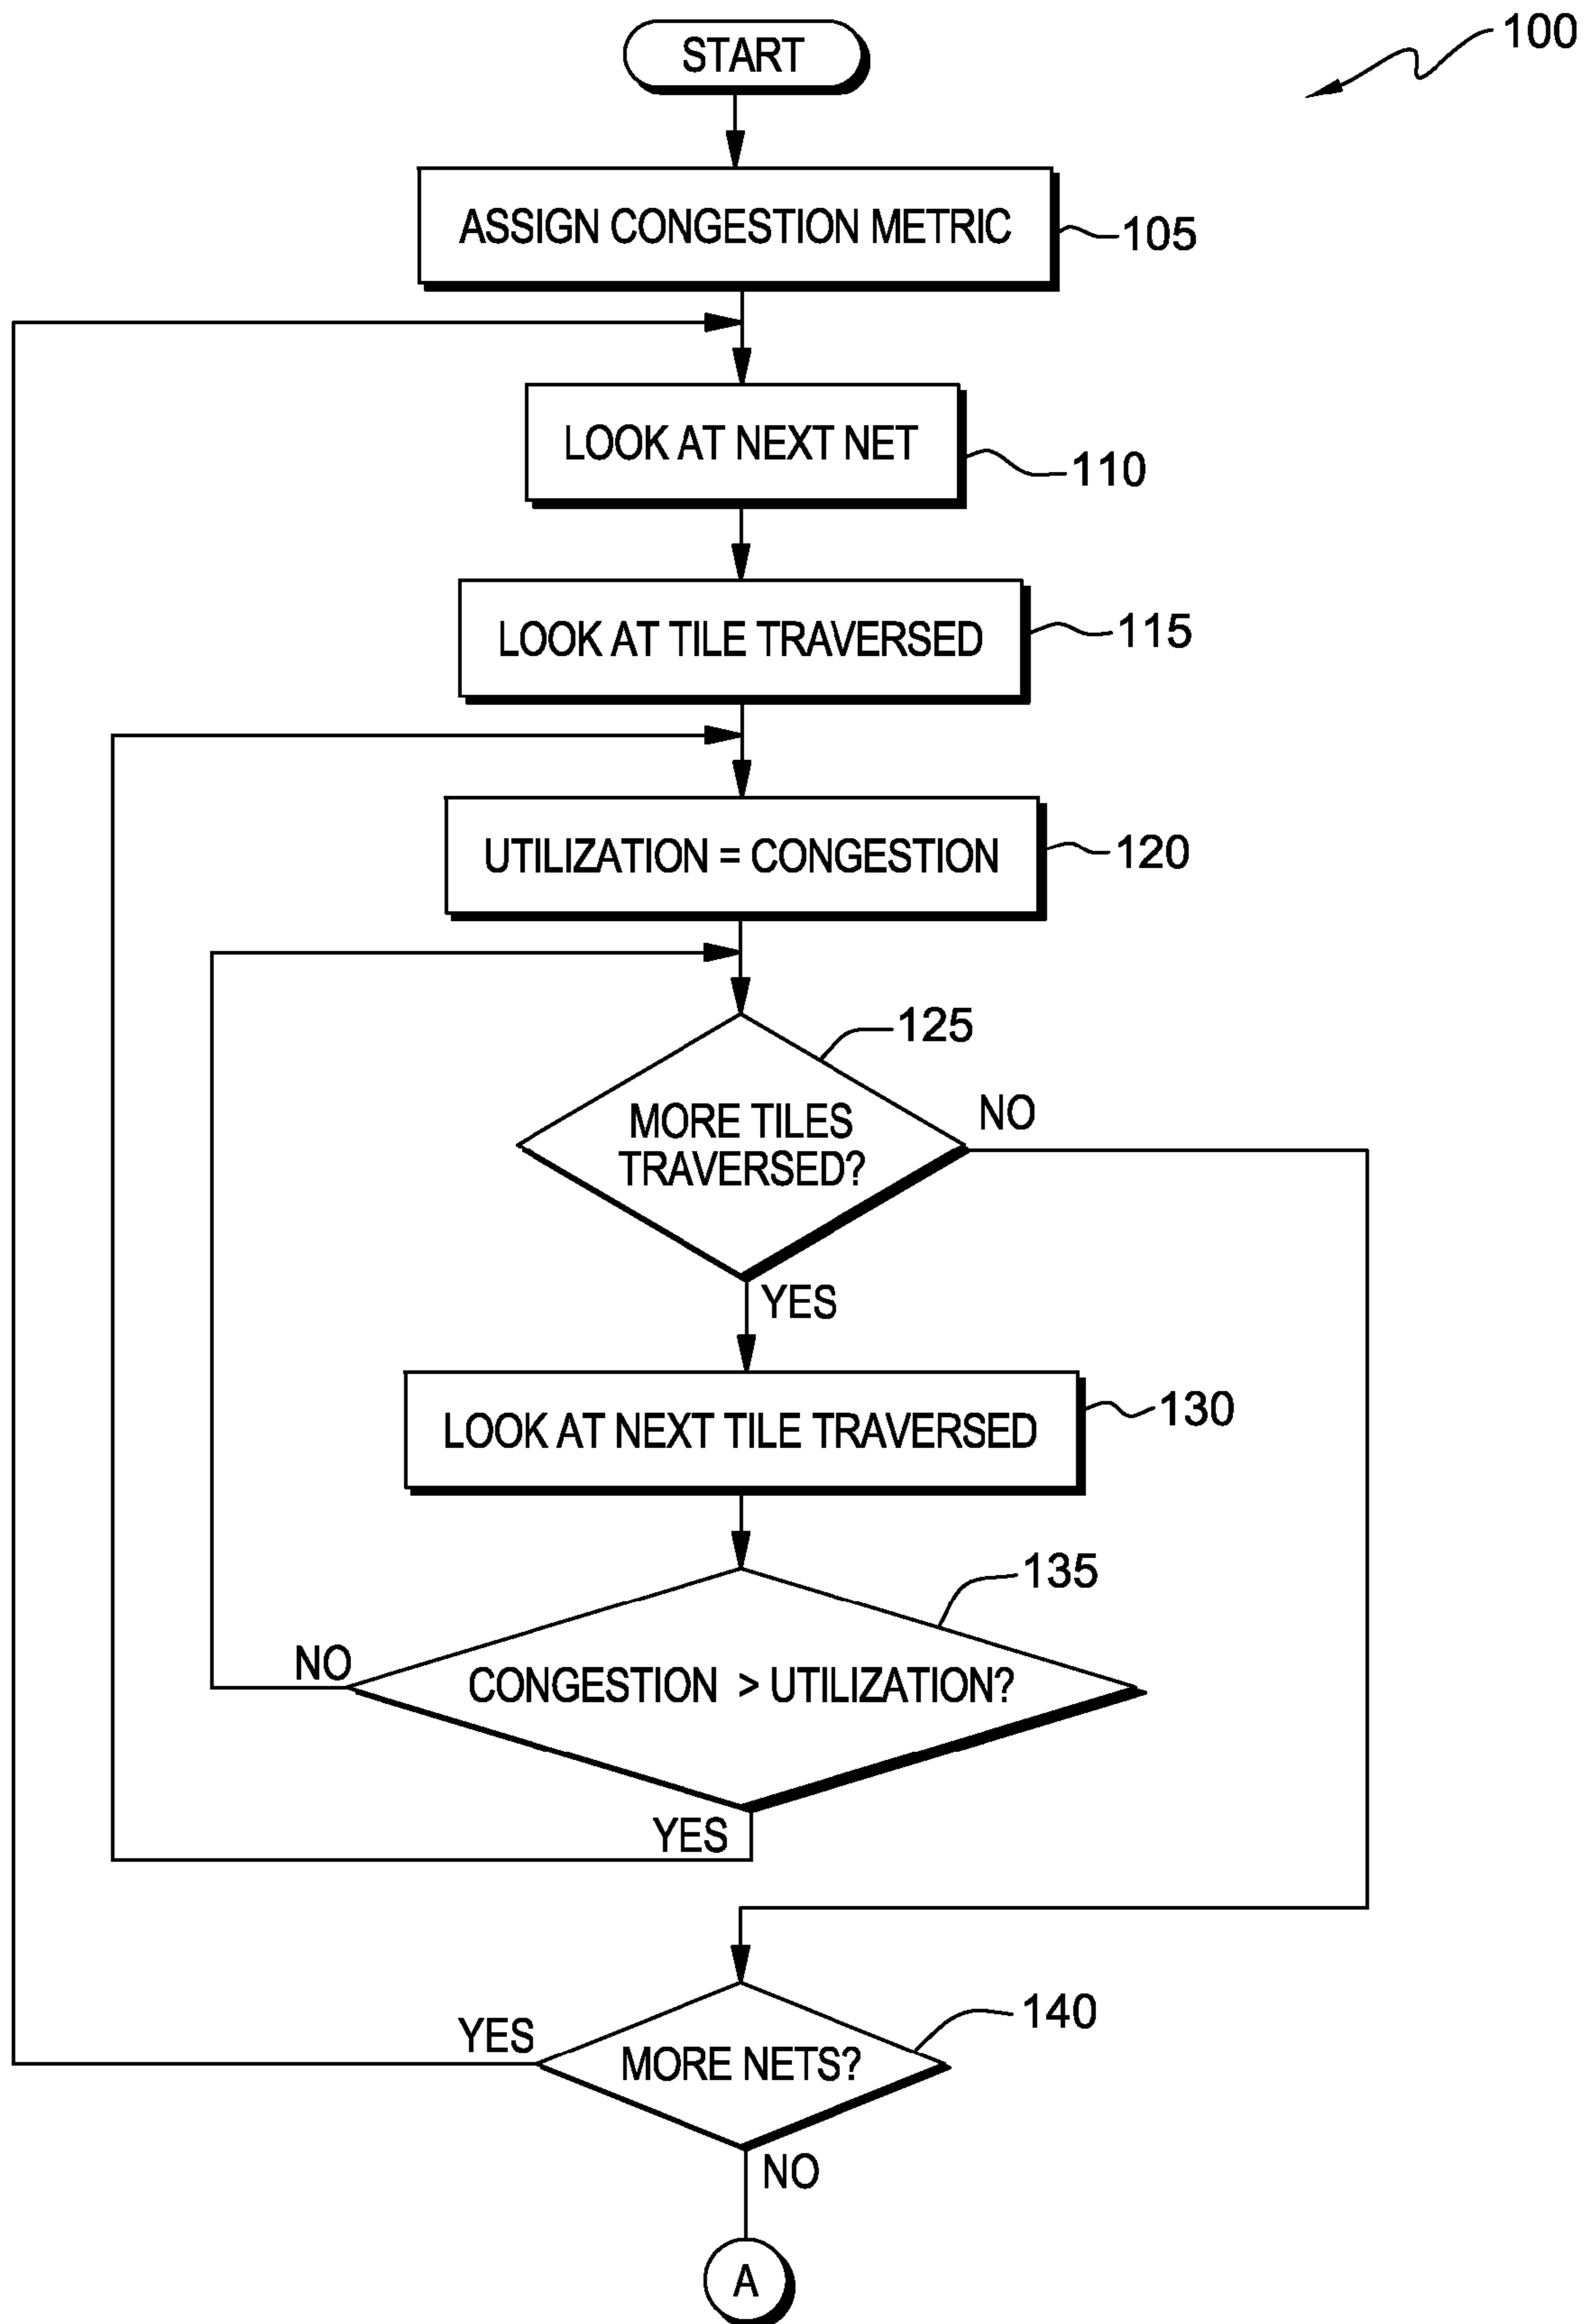 100
START
ASSIGN CONGESTION METRIC
105
LOOK AT NEXT NET
110
LOOK AT TILE TRAVERSED
115
UTILIZATION = CONGESTION
120
125
MORE TILES
TRAVERSED?
NO
YES
LOOK AT NEXT TILE TRAVERSED
130
135
NO
CONGESTION > UTILIZATION?
YES
140
YES
MORE NETS?
NO
A